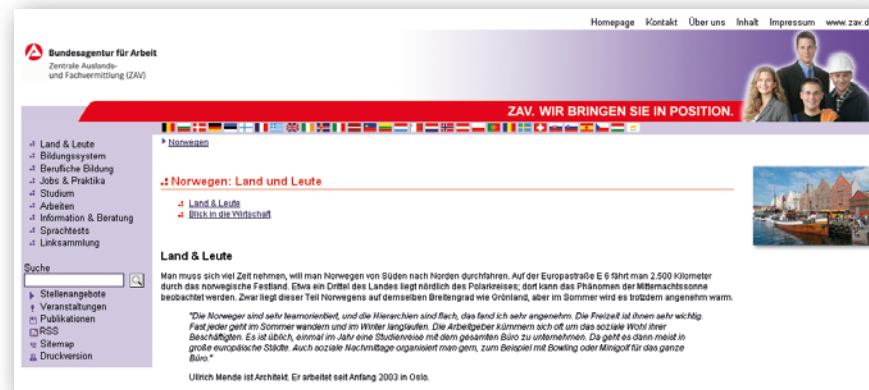 Homepage Kontakt Über uns Inhalt Impressum www.zav.d
Bundesagentur für Arbeit
Zentrale Auslands-
und Fachvermittlung (ZAV)
ZAV. WIR BRINGEN SIE IN POSITION.
Norwegen
Land & Leute
Bildungssystem
Berufliche Bildung
Jobs & Praktika
Studium
Arbeiten
Information & Beratung
Sprachtests
Linksammlung
Suche
Stellenangebote
Veranstaltungen
Publikationen
RSS
Sitemap
Druckversion
.: Norwegen: Land und Leute
Land & Leute
Blick in die Wirtschaft
Land & Leute
Man muss sich viel Zeit nehmen, will man Norwegen von Süden nach Norden durchfahren. Auf der Europastraße E 6 fährt man 2.500 Kilometer
durch das norwegische Festland. Etwa ein Drittel des Landes liegt nördlich des Polarkreises; dort kann das Phänomen der Mitternachtssonne
beobachtet werden. Zwar liegt dieser Teil Norwegens auf demselben Breitengrad wie Grönland, aber im Sommer wird es trotzdem angenehm warm.
"Die Norweger sind sehr teamorientiert, und die Hierarchien sind flach, das fand ich sehr angenehm. Die Freizeit ist ihnen sehr wichtig.
Fast jeder geht im Sommer wandern und im Winter langlaufen. Die Arbeitgeber kümmern sich oft um das soziale Wohl ihrer
Beschäftigten. Es ist üblich, einmal im Jahr eine Studienreise mit dem gesamten Büro zu unternehmen. Da geht es dann meist in
große europäische Städte. Auch soziale Nachmittage organisiert man gern, zum Beispiel mit Bowling oder Minigolf für das ganze
Büro."
Ullrich Mende ist Architekt. Er arbeitet seit Anfang 2003 in Oslo.